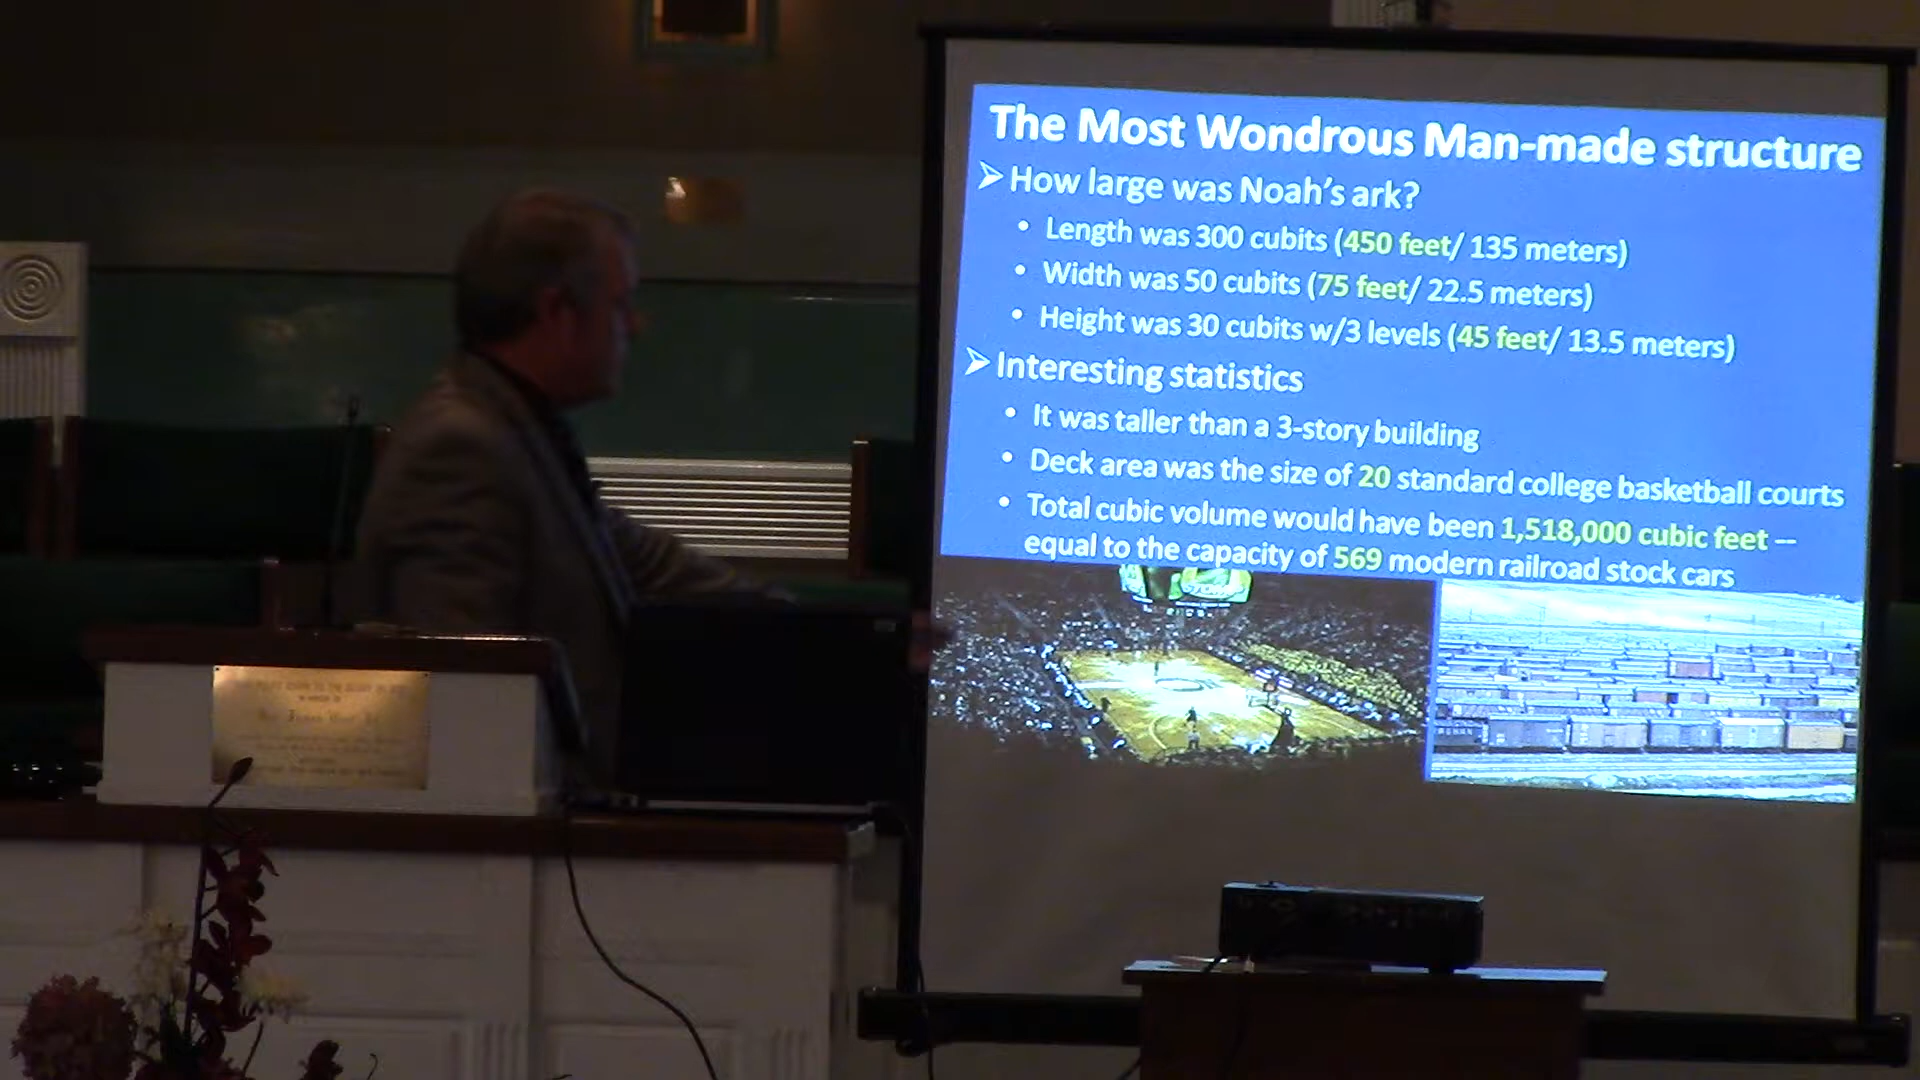 The Most Wondrous Man-made structure
How large was Noah's ark?
Length was 300 cubits (450 feet/ 135 meters)
Width was 50 cubits (75 feet/ 22.5 meters)
Height was 30 cubits w/3 levels (45 feet/ 13.5 meters)
Interesting statistics
It was taller than a 3-story building
Deck area was the size of 20 standard college basketball courts
Total cubic volume would have been 1,518,000 cubic feet –
equal to the capacity of 569 modern railroad stock cars